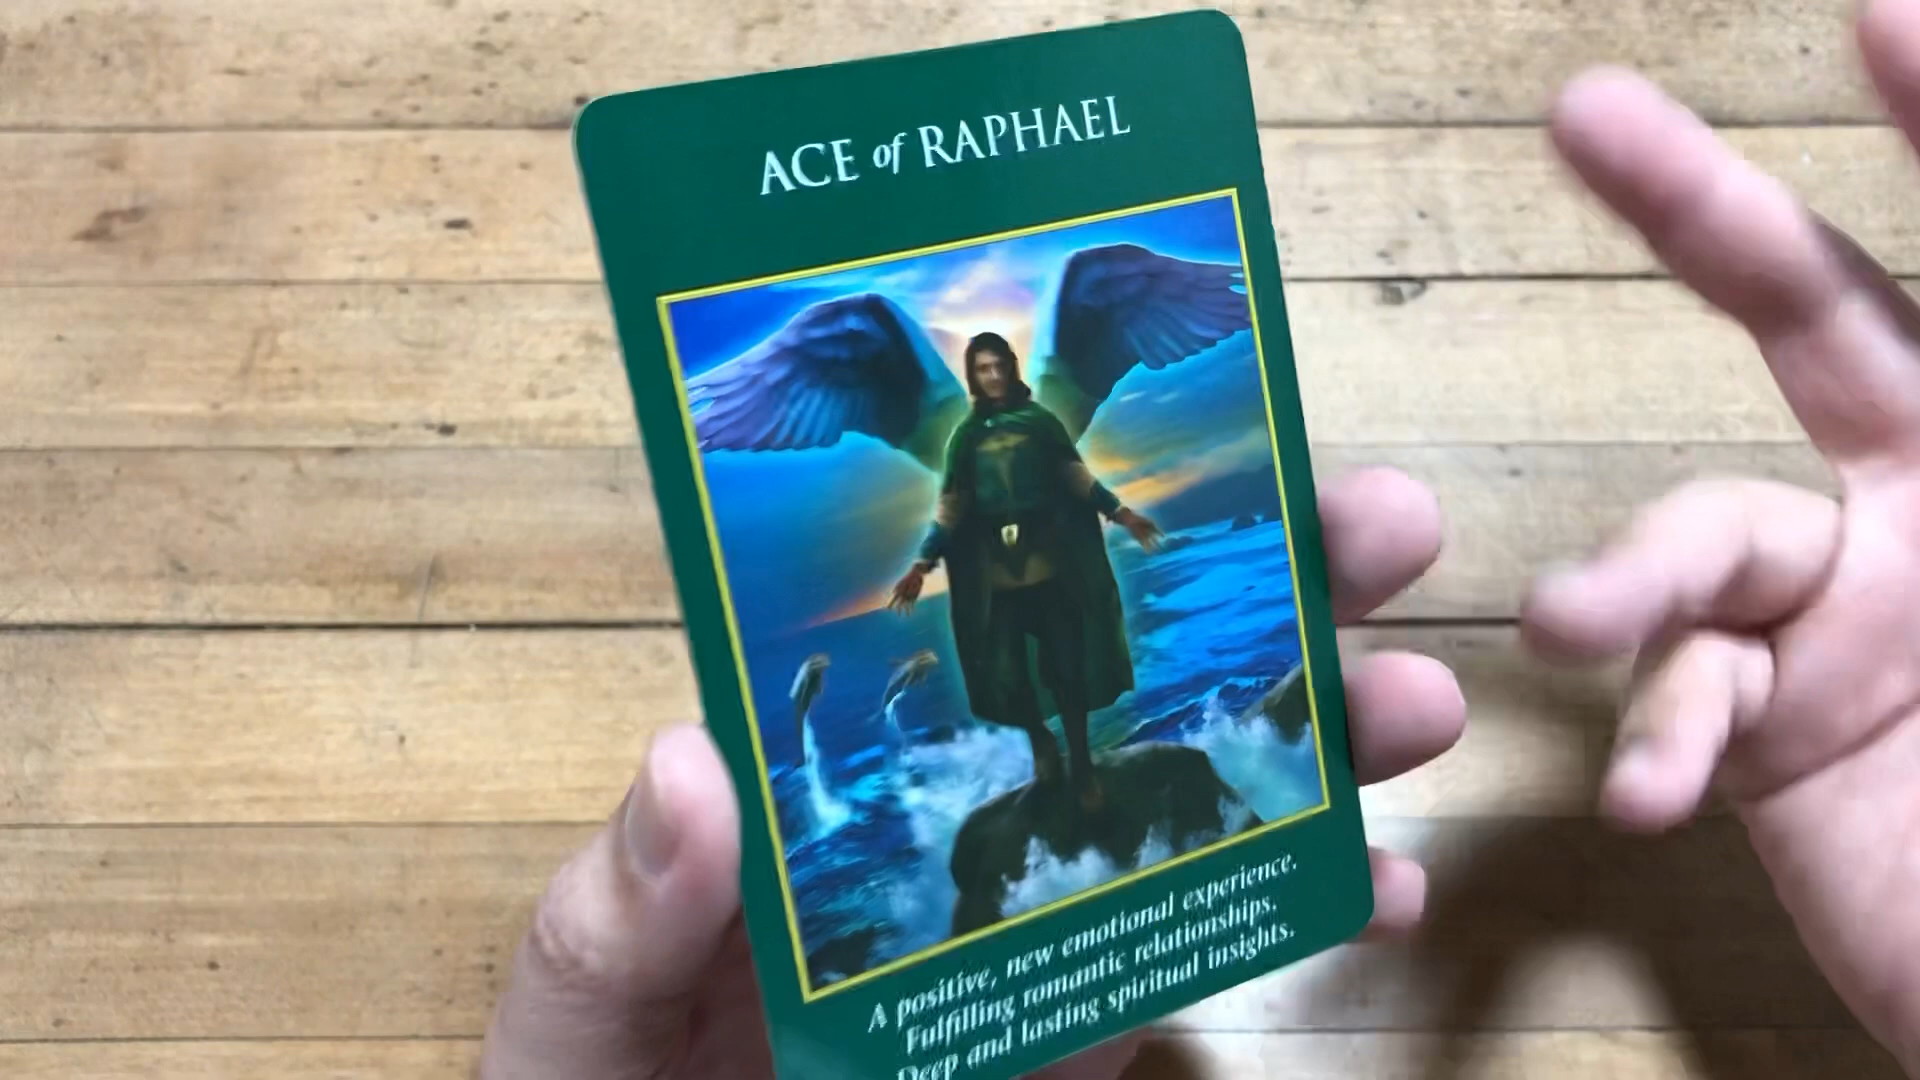 ACE of RAPHAEL
A positive, new emotional experience.
Fulfilling romantic relationships.
Deep and lasting spiritual insights.